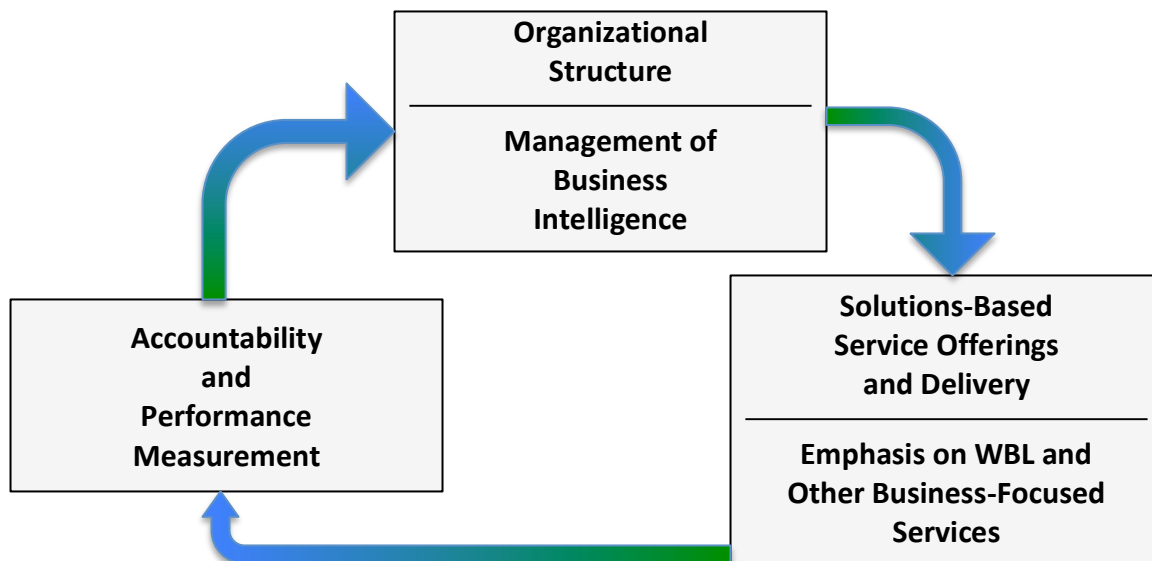 Organizational
Structure
Management of
Business
Intelligence
Solutions-Based
Service Offerings
and Delivery
Emphasis on WBL and
Other Business-Focused
Services
Accountability
and
Performance
Measurement